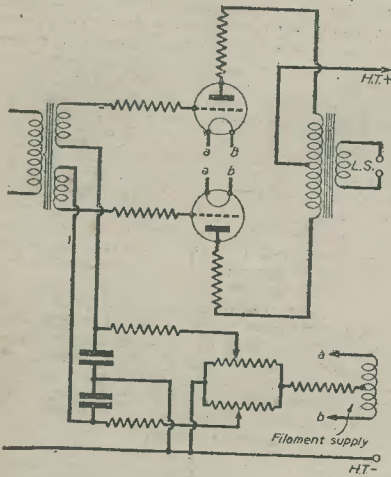 H.T.+
a B
a b
L.S.
a
b
Filament supply
H.T.-